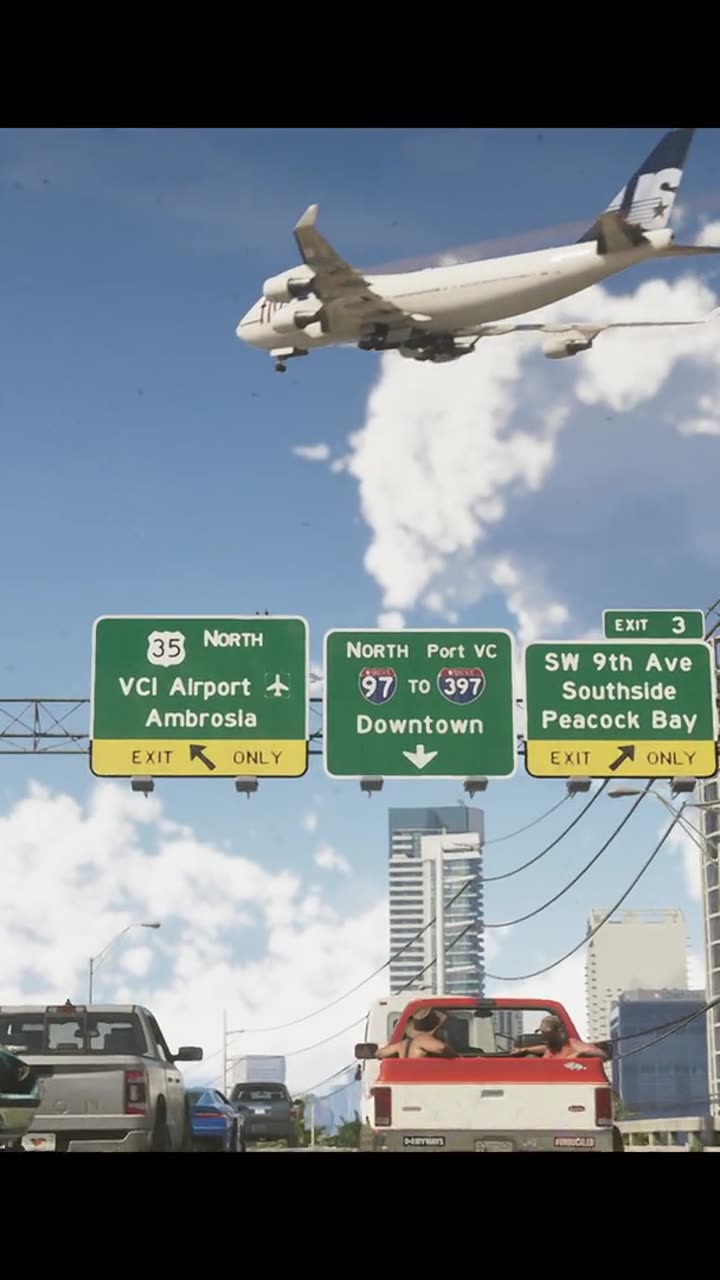 35 NORTH
VCI Airport
Ambrosia
EXIT ONLY
NORTH Port VC
97 TO 397
Downtown
EXIT 3
SW 9th Ave
Southside
Peacock Bay
EXIT ONLY
#UNBUCKLED